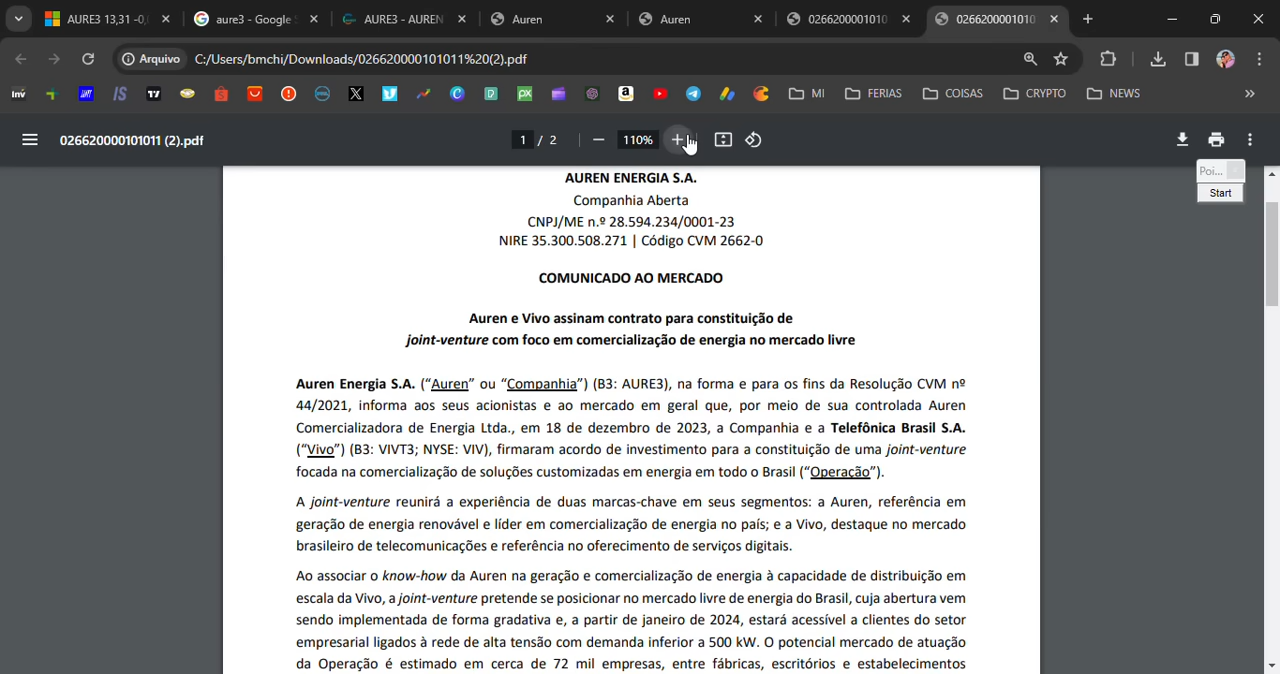 AURE3 13,31 -0,
aure3 - Google
AURE3 - AUREN
Auren
Auren
0266200001010
0266200001010
Arquivo
C:/Users/bmchi/Downloads/026620000101011%20(2).pdf
MI
FERIAS
COISAS
CRYPTO
NEWS
026620000101011 (2).pdf
1 / 2
110%
Poi...
Start
AUREN ENERGIA S.A.
Companhia Aberta
CNPJ/ME n.º 28.594.234/0001-23
NIRE 35.300.508.271 | Código CVM 2662-0
COMUNICADO AO MERCADO
Auren e Vivo assinam contrato para constituição de
joint-venture com foco em comercialização de energia no mercado livre
Auren Energia S.A. (“Auren” ou “Companhia”) (B3: AURE3), na forma e para os fins da Resolução CVM nº
44/2021, informa aos seus acionistas e ao mercado em geral que, por meio de sua controlada Auren
Comercializadora de Energia Ltda., em 18 de dezembro de 2023, a Companhia e a Telefônica Brasil S.A.
(“Vivo”) (B3: VIVT3; NYSE: VIV), firmaram acordo de investimento para a constituição de uma joint-venture
focada na comercialização de soluções customizadas em energia em todo o Brasil (“Operação”).
A joint-venture reunirá a experiência de duas marcas-chave em seus segmentos: a Auren, referência em
geração de energia renovável e líder em comercialização de energia no país; e a Vivo, destaque no mercado
brasileiro de telecomunicações e referência no oferecimento de serviços digitais.
Ao associar o know-how da Auren na geração e comercialização de energia à capacidade de distribuição em
escala da Vivo, a joint-venture pretende se posicionar no mercado livre de energia do Brasil, cuja abertura vem
sendo implementada de forma gradativa e, a partir de janeiro de 2024, estará acessível a clientes do setor
empresarial ligados à rede de alta tensão com demanda inferior a 500 kW. O potencial mercado de atuação
da Operação é estimado em cerca de 72 mil empresas, entre fábricas, escritórios e estabelecimentos